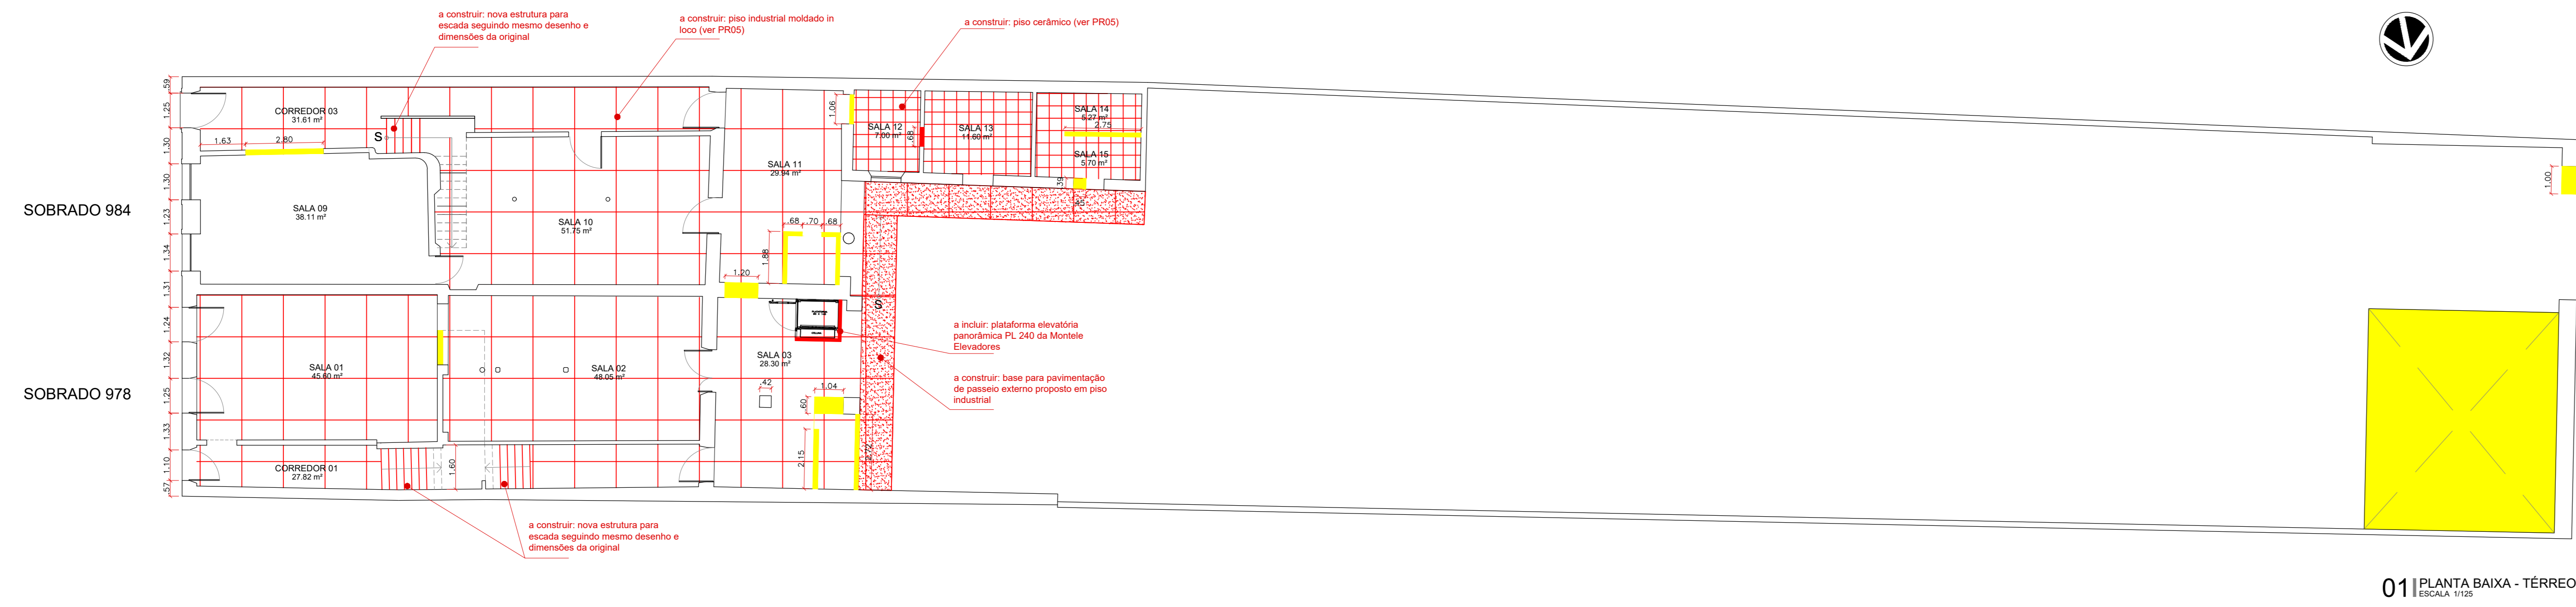 a construir: nova estrutura para
escada seguindo mesmo desenho e
dimensões da original
a construir: piso industrial moldado in
loco (ver PR05)
a construir: piso cerâmico (ver PR05)
.59
1.25
1.30
1.30
1.23
1.34
1.31
1.24
1.32
1.25
1.33
1.10
.57
SOBRADO 984
SOBRADO 978
CORREDOR 03
31.61 m²
S
1.63
2.80
SALA 09
38.11 m²
SALA 10
51.75 m²
SALA 11
29.94 m²
1.06
SALA 12
7.00 m²
.68
SALA 13
11.60 m²
SALA 14
5.27 m²
2.75
SALA 15
5.70 m²
.39
.45
1.00
.68
.70
.68
1.88
1.20
S
SALA 01
45.60 m²
SALA 02
48.05 m²
SALA 03
28.30 m²
.42
1.04
.60
2.15
2.72
CORREDOR 01
27.82 m²
1.60
a incluir: plataforma elevatória
panorâmica PL 240 da Montele
Elevadores
a construir: base para pavimentação
de passeio externo proposto em piso
industrial
a construir: nova estrutura para
escada seguindo mesmo desenho e
dimensões da original
01
PLANTA BAIXA - TÉRREO
ESCALA 1/125